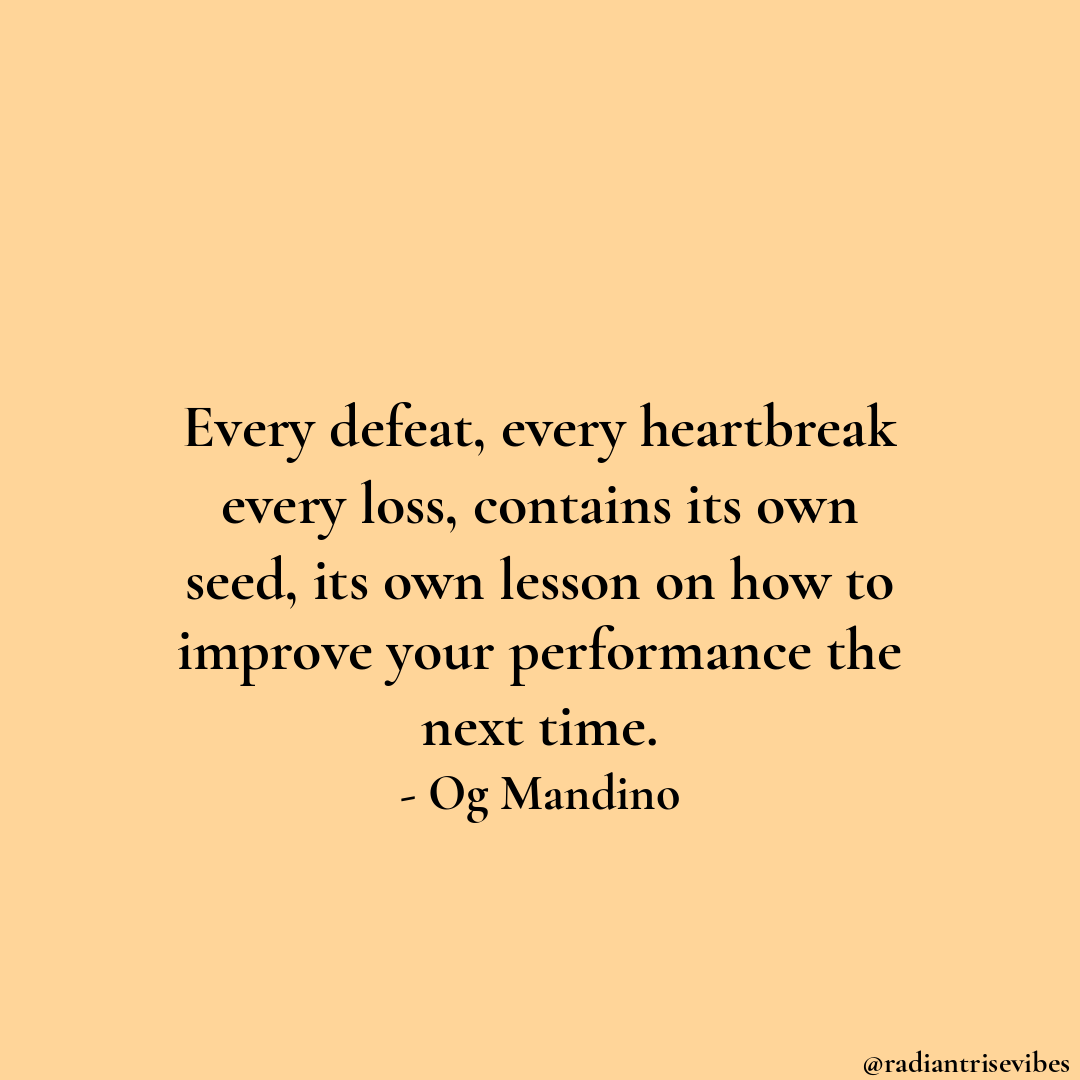 Every defeat, every heartbreak
every loss, contains its own
seed, its own lesson on how to
improve your performance the
next time.
- Og Mandino
@radiantrisevibes